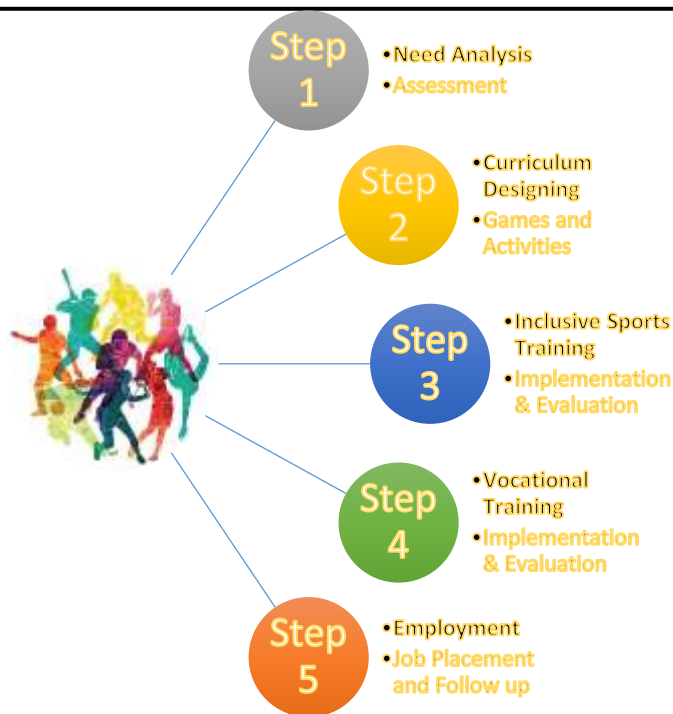 Step
1
•Need Analysis
•Assessment
Step
2
•Curriculum
Designing
•Games and
Activities
Step
3
•Inclusive Sports
Training
•Implementation
& Evaluation
Step
4
•Vocational
Training
•Implementation
& Evaluation
Step
5
•Employment
•Job Placement
and Follow up